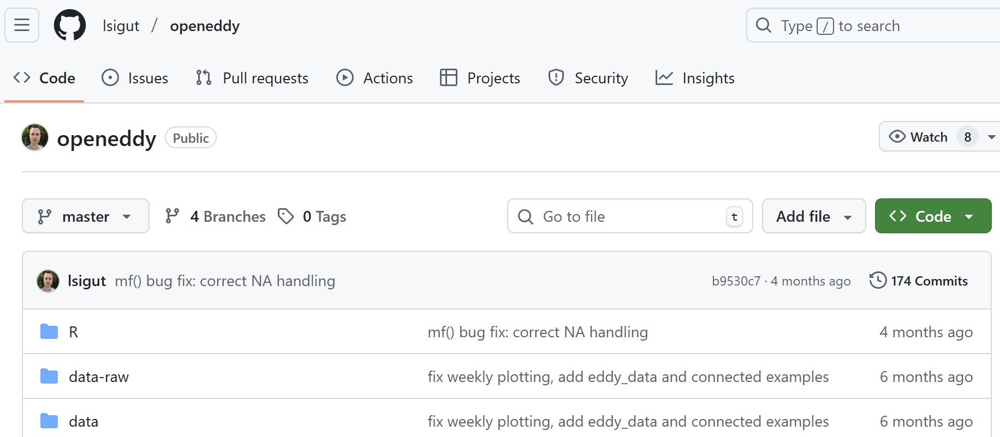 lsigut / openeddy
Type / to search
Code Issues Pull requests Actions Projects Security Insights
openeddy Public
Watch 8
master 4 Branches 0 Tags
Go to file t
Add file
Code
lsigut mf() bug fix: correct NA handling b9530c7 · 4 months ago 174 Commits
R mf() bug fix: correct NA handling 4 months ago
data-raw fix weekly plotting, add eddy_data and connected examples 6 months ago
data fix weekly plotting, add eddy_data and connected examples 6 months ago